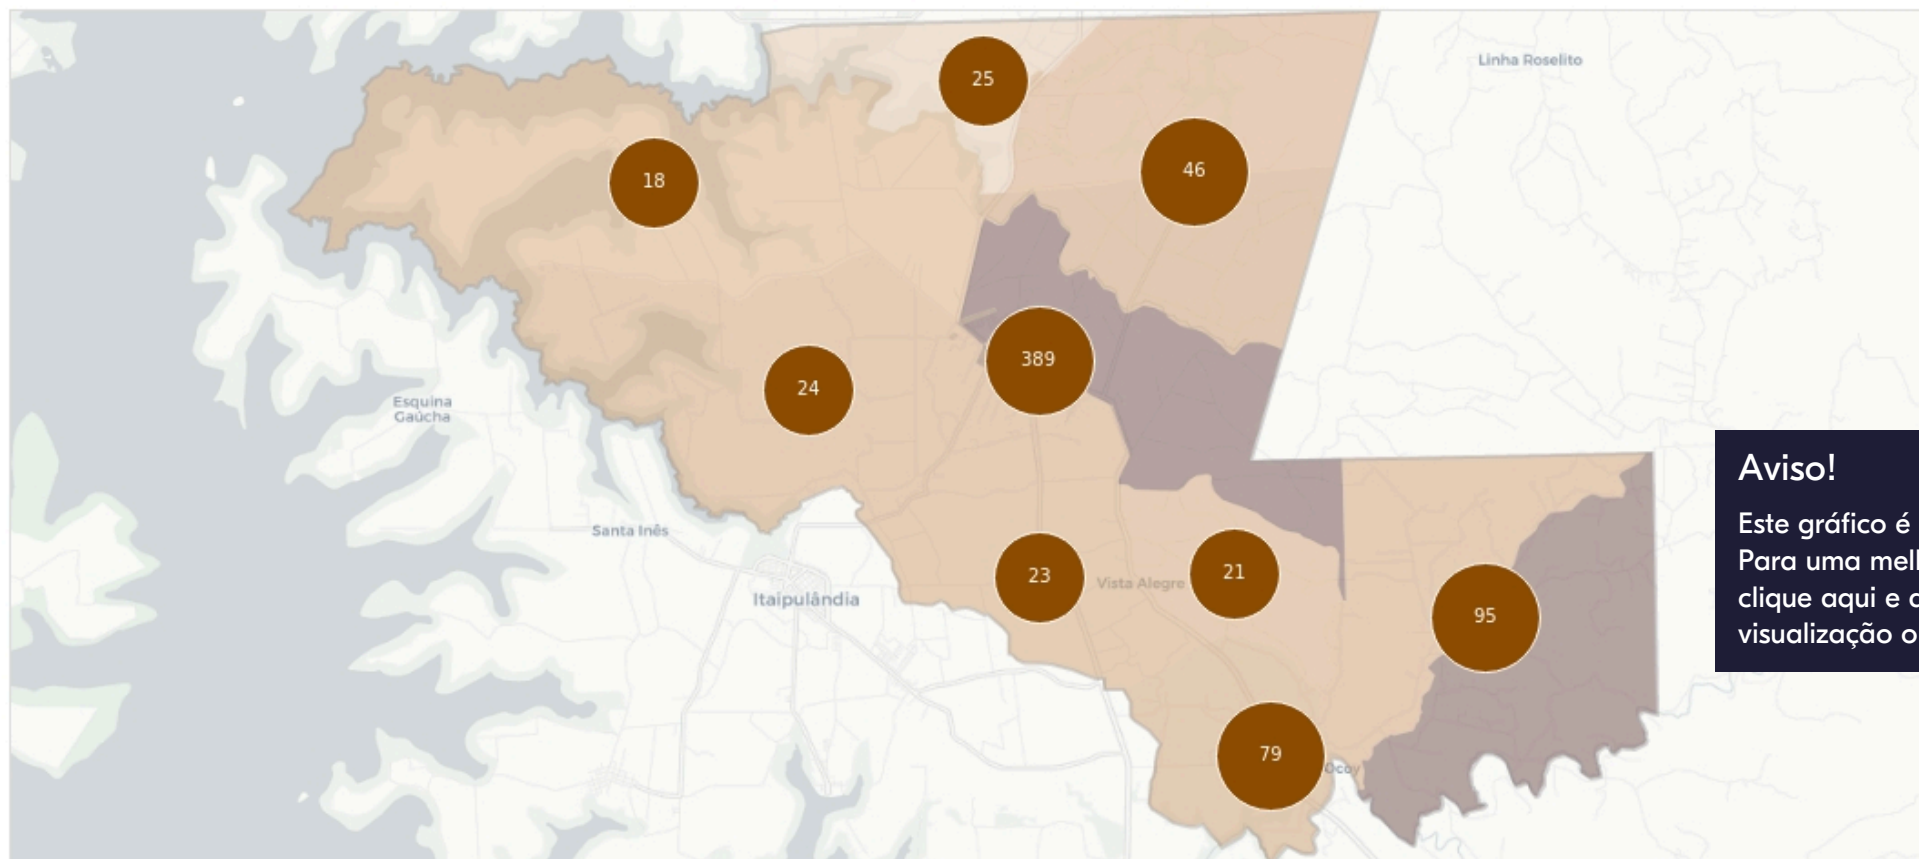 Linha Roselito
25
46
18
389
24
Esquina
Gaúcha
Aviso!
Este gráfico é
Para uma
clique aqui e
visualização
Santa Inês
23
Vista Alegre
21
Itaipulândia
95
79
Ocoy